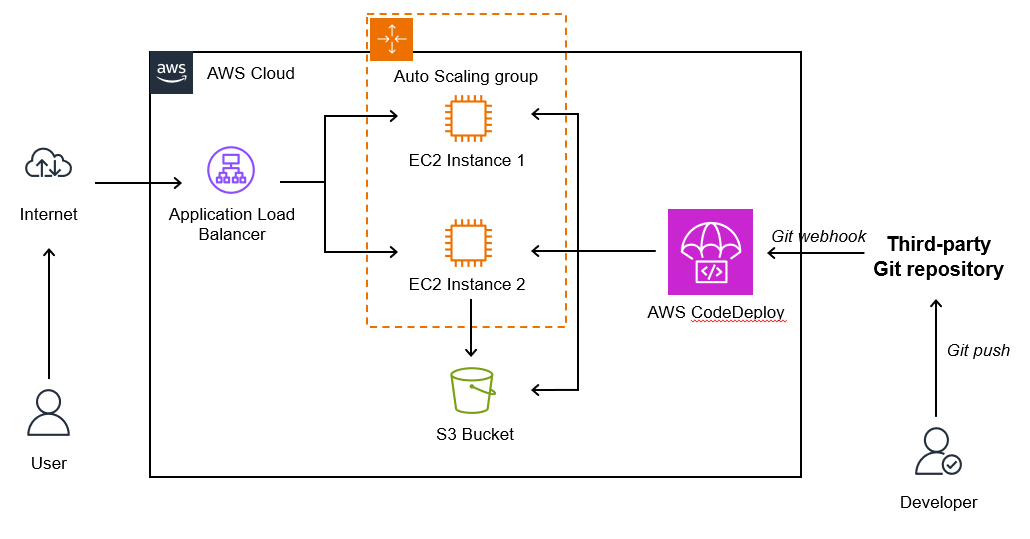 aws
AWS Cloud
Auto Scaling group
EC2 Instance 1
Internet
Application Load
Balancer
EC2 Instance 2
Git webhook
Third-party
Git repository
AWS CodeDeploy
Git push
S3 Bucket
User
Developer